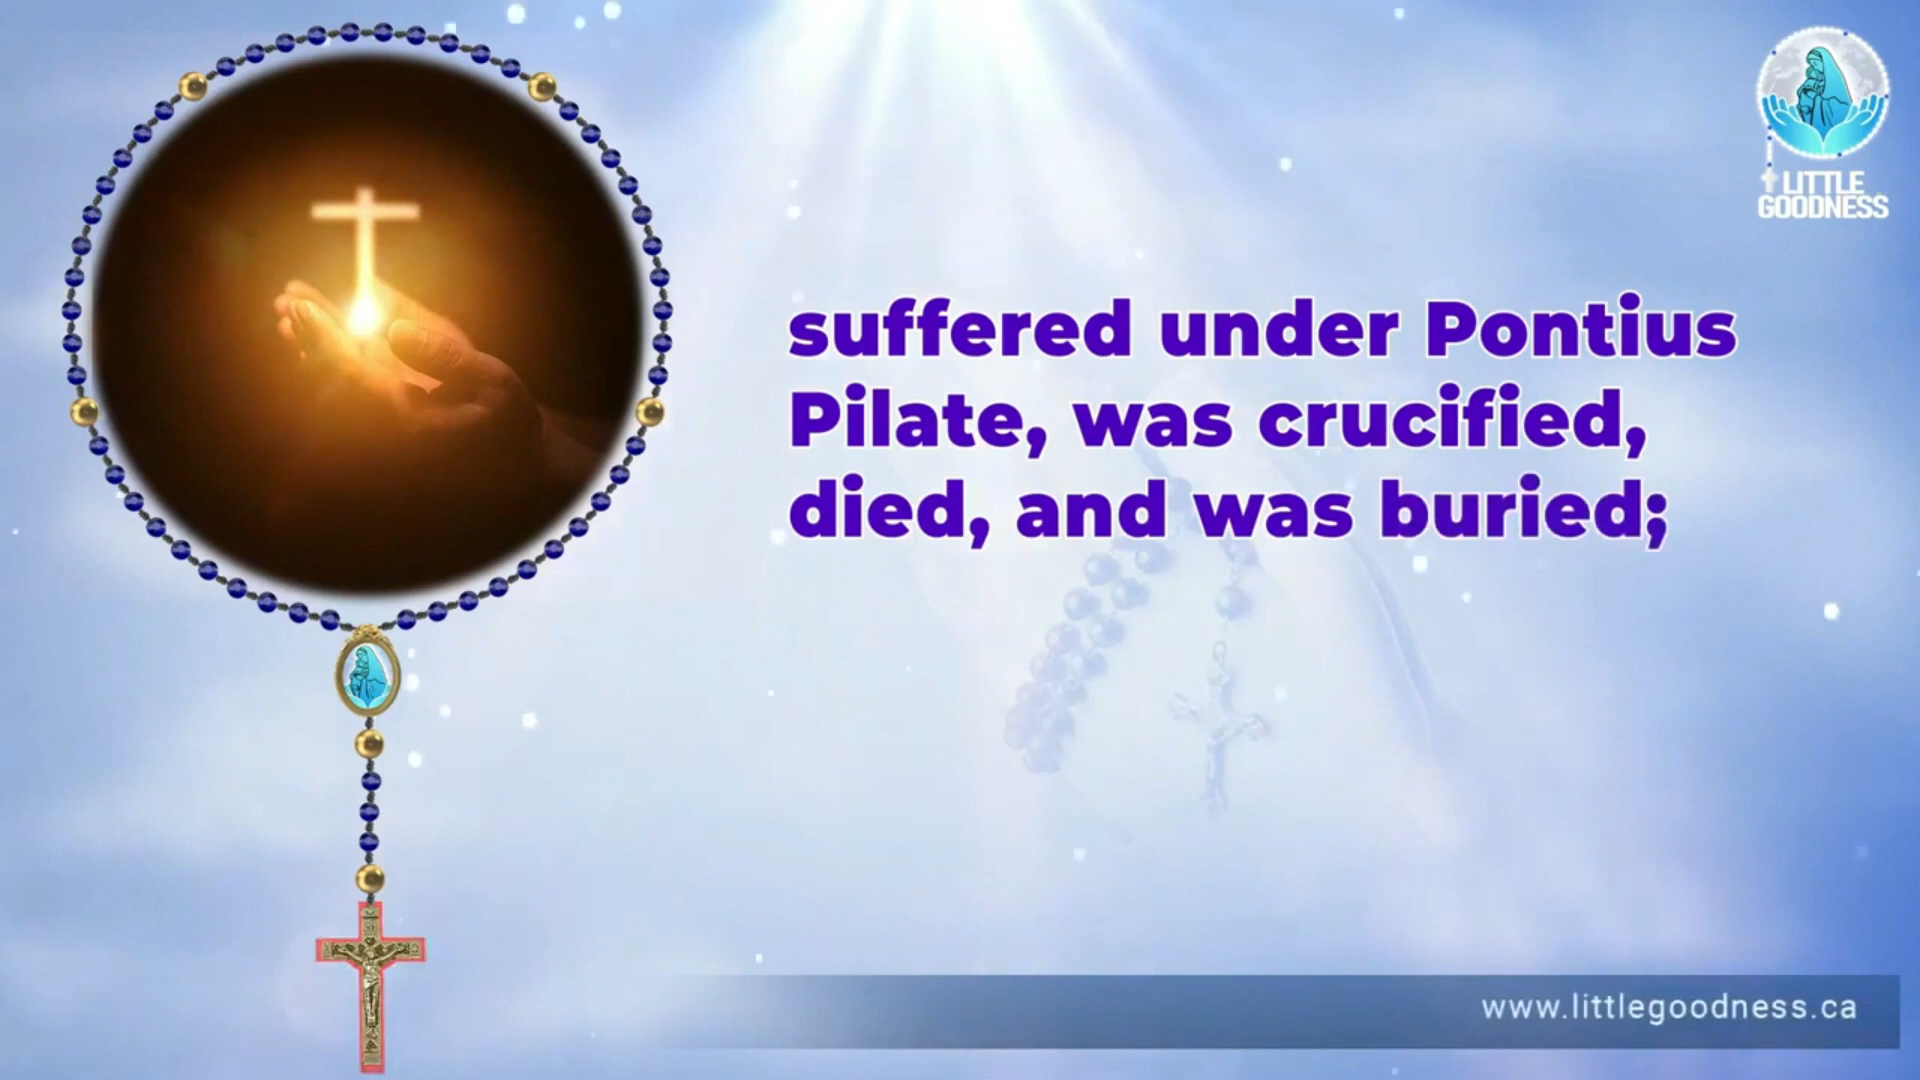 LITTLE
GOODNESS
suffered under Pontius
Pilate, was crucified,
died, and was buried;
www.littlegoodness.ca